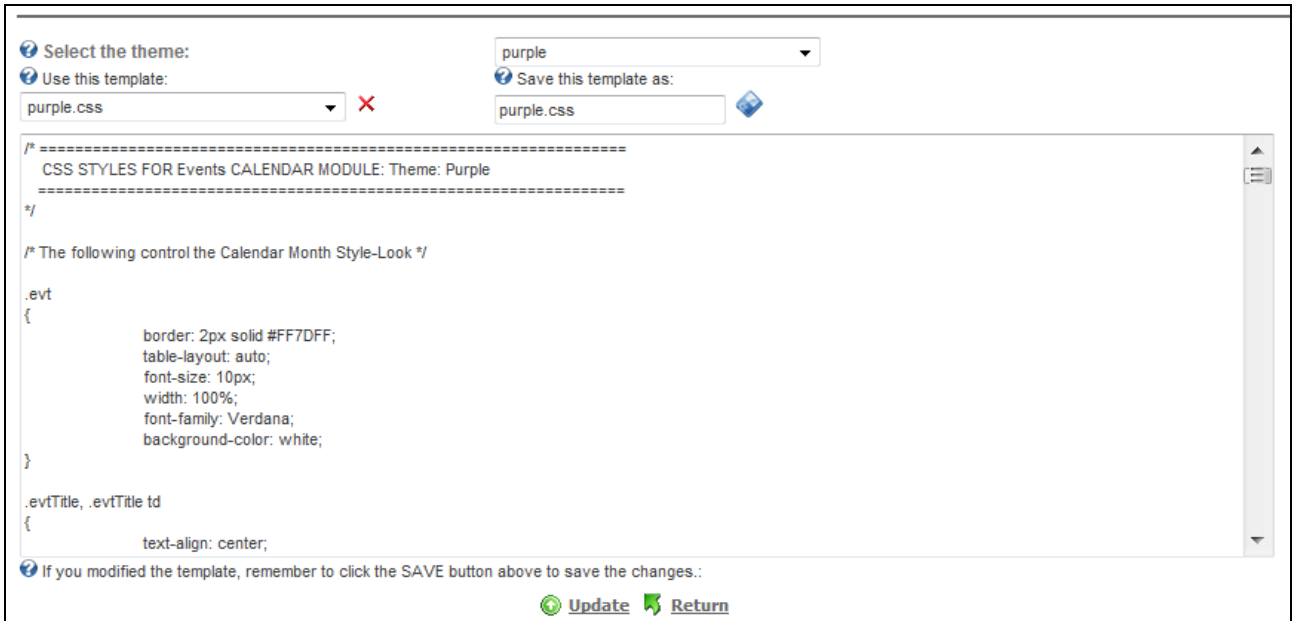 Select the theme:
purple
Use this template:
Save this template as:
purple.css
purple.css
/* ==================================================================
CSS STYLES FOR Events CALENDAR MODULE: Theme: Purple
==================================================================
*/
/* The following control the Calendar Month Style-Look */
.evt
{
border: 2px solid #FF7DFF;
table-layout: auto;
font-size: 10px;
width: 100%;
font-family: Verdana;
background-color: white;
}
.evtTitle, .evtTitle td
{
text-align: center;
If you modified the template, remember to click the SAVE button above to save the changes.:
Update Return